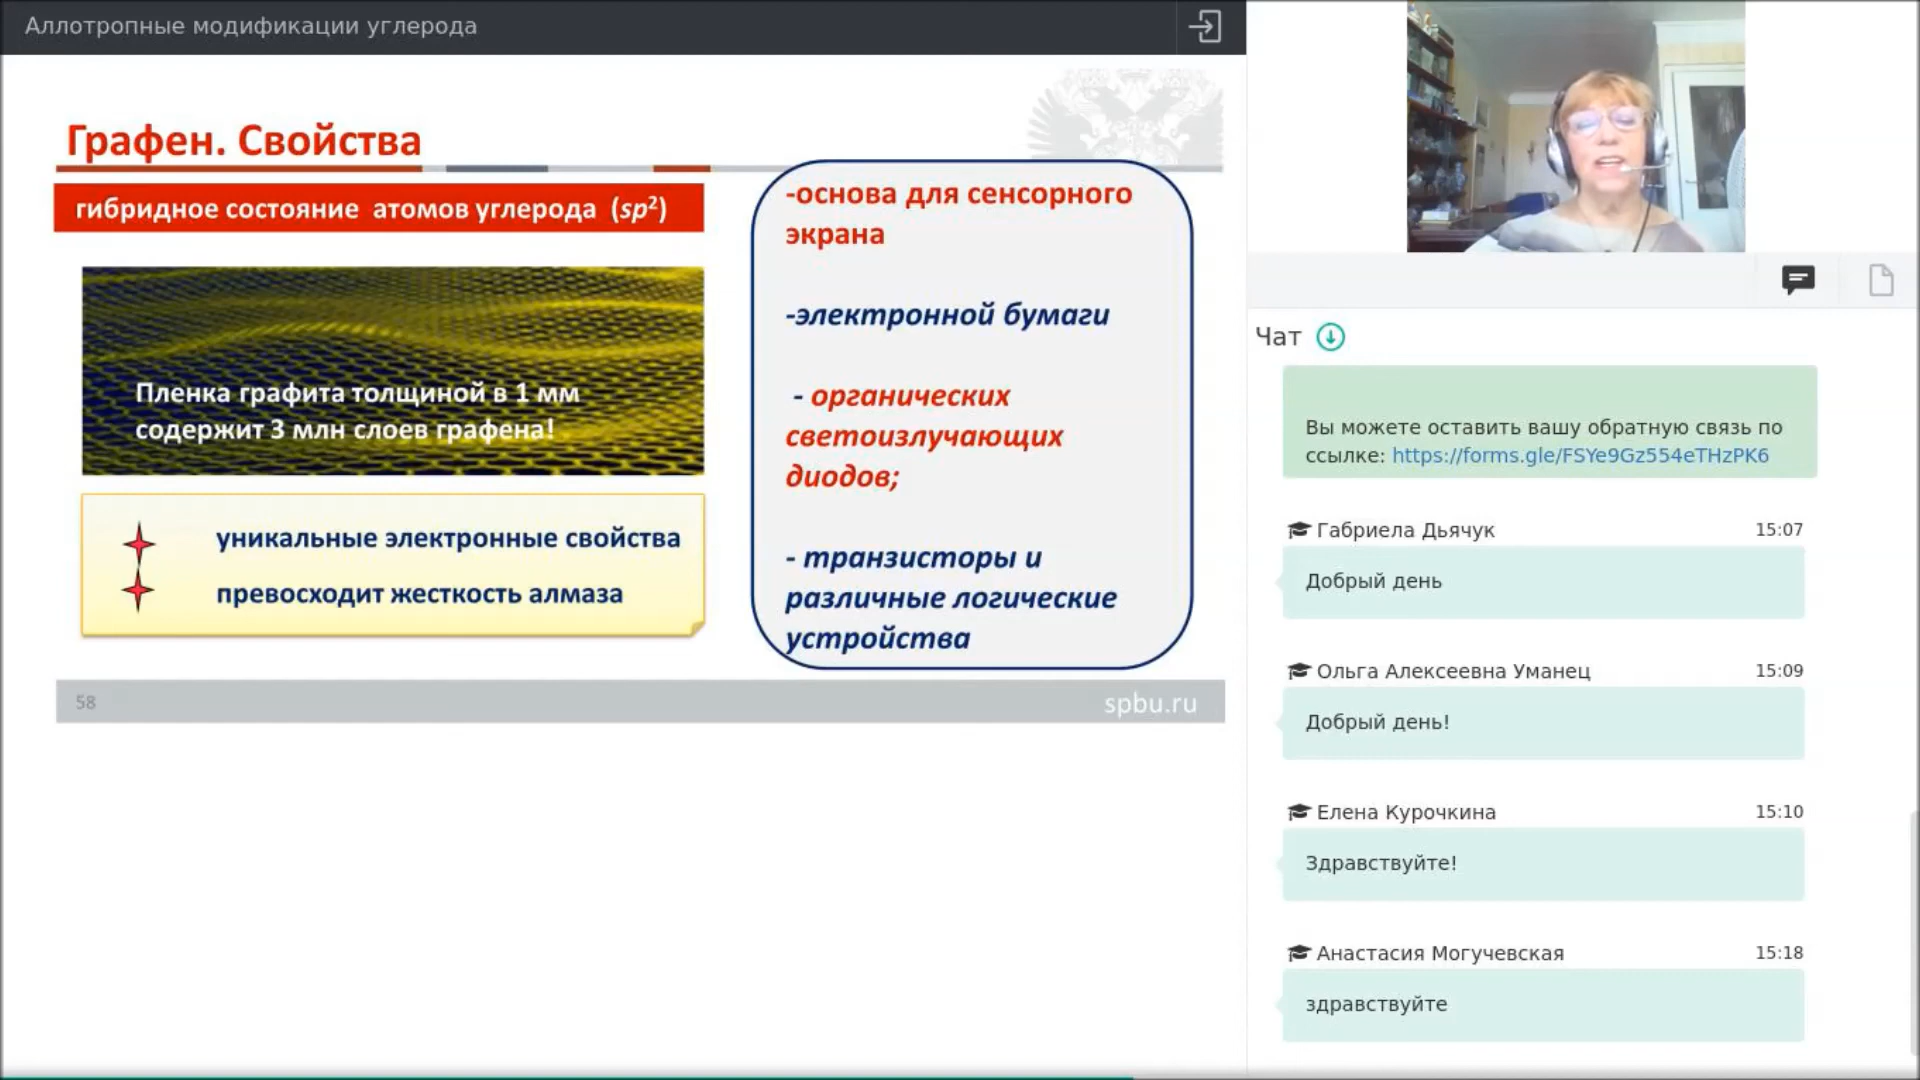 Аллотропные модификации углерода
Графен. Свойства
гибридное состояние атомов углерода (sp²)
Пленка графита толщиной в 1 мм
содержит 3 млн слоев графена!
уникальные электронные свойства
превосходит жесткость алмаза
-основа для сенсорного
экрана
-электронной бумаги
- органических
светоизлучающих
диодов;
- транзисторы и
различные логические
устройства
58
spbu.ru
Чат
Вы можете оставить вашу обратную связь по
ссылке: https://forms.gle/FSYe9Gz554eTHzPK6
Габриела Дьячук 15:07
Добрый день
Ольга Алексеевна Уманец 15:09
Добрый день!
Елена Курочкина 15:10
Здравствуйте!
Анастасия Могучевская 15:18
здравствуйте